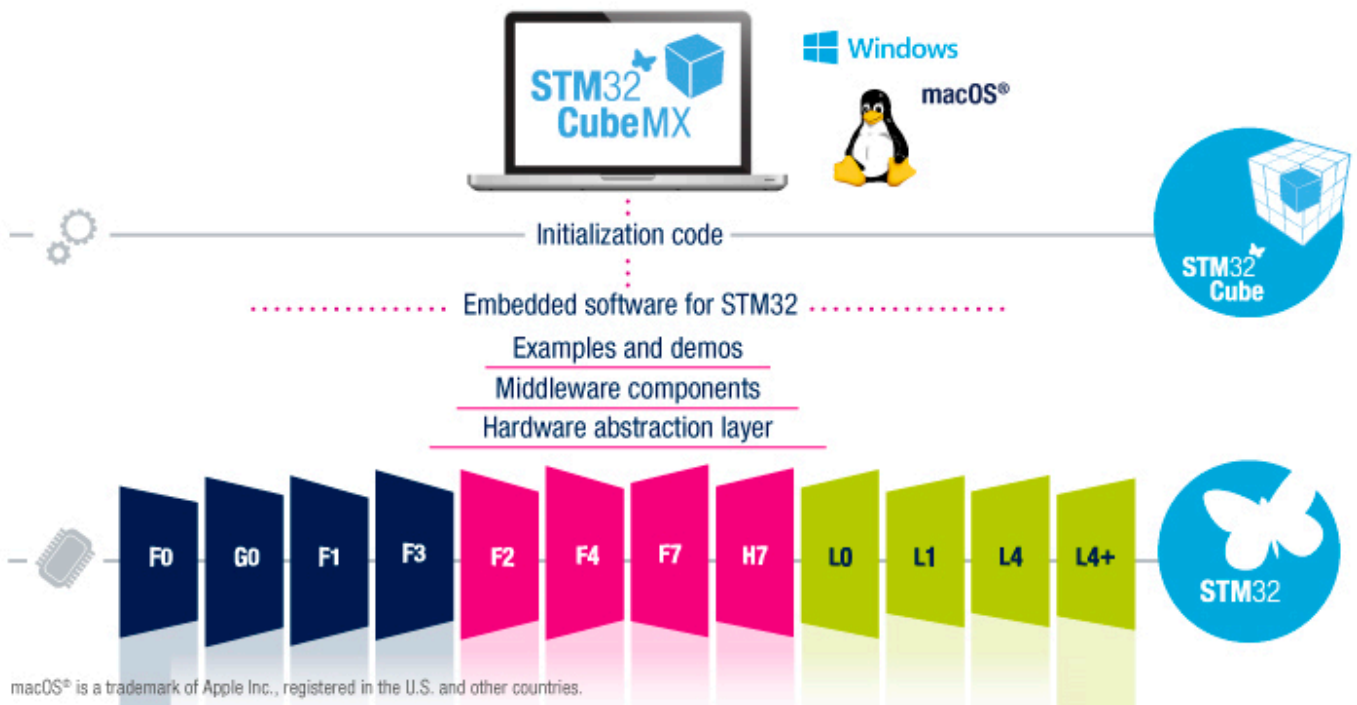 STM32
CubeMX
Windows
macOS®
Initialization code
STM32
Cube
Embedded software for STM32
Examples and demos
Middleware components
Hardware abstraction layer
F0 G0 F1 F3 F2 F4 F7 H7 L0 L1 L4 L4+
STM32
macOS® is a trademark of Apple Inc., registered in the U.S. and other countries.